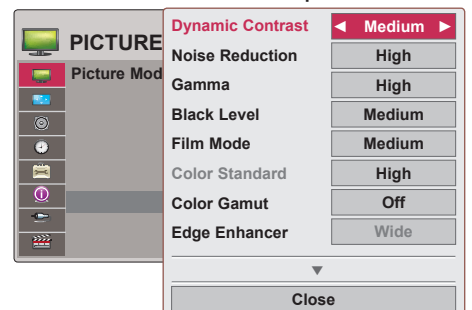 PICTURE
Picture Mod
Dynamic Contrast ◄ Medium ►
Noise Reduction High
Gamma High
Black Level Medium
Film Mode Medium
Color Standard High
Color Gamut Off
Edge Enhancer Wide
▼
Close